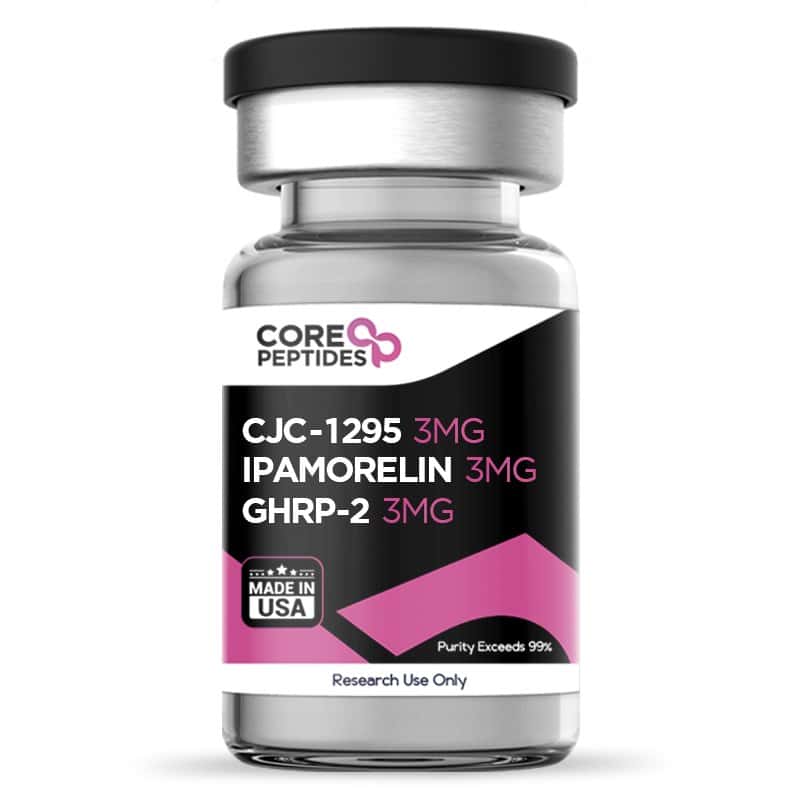 CORE
PEPTIDES
CJC-1295 3MG
IPAMORELIN 3MG
GHRP-2 3MG
MADE IN
USA
Purity Exceeds 99%
Research Use Only